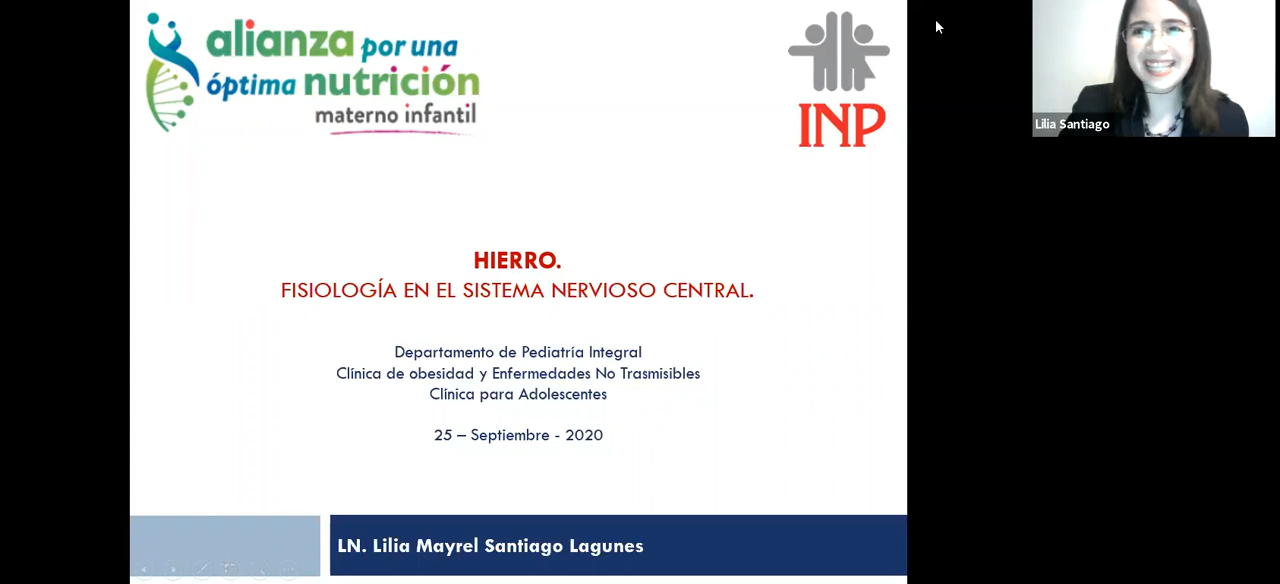 alianza por una
óptima nutrición
materno infantil
INP
Lilia Santiago
HIERRO.
FISIOLOGÍA EN EL SISTEMA NERVIOSO CENTRAL.
Departamento de Pediatría Integral
Clínica de obesidad y Enfermedades No Trasmisibles
Clínica para Adolescentes
25 – Septiembre - 2020
LN. Lilia Mayrel Santiago Lagunes